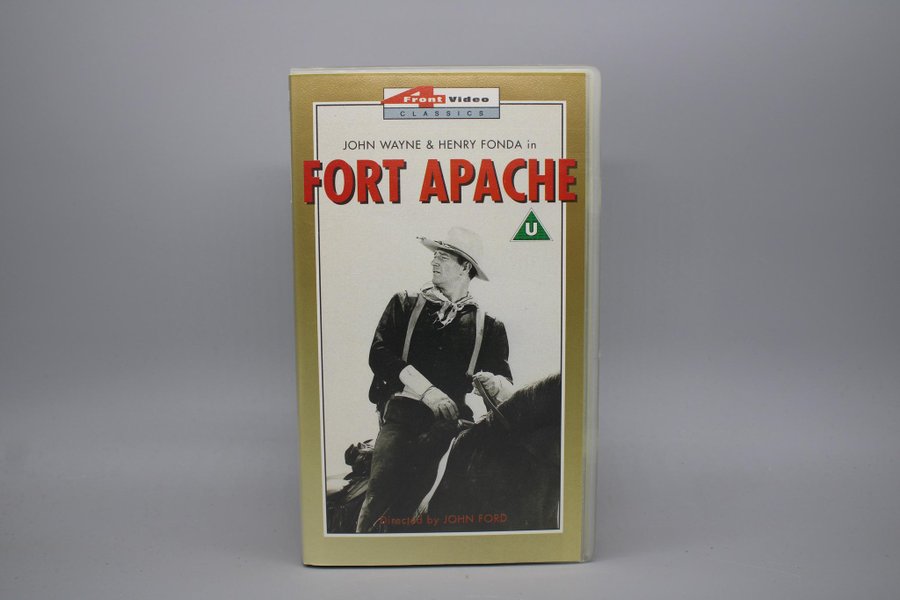 4 Front Video
CLASSICS
JOHN WAYNE & HENRY FONDA in
FORT APACHE
U
Directed by JOHN FORD